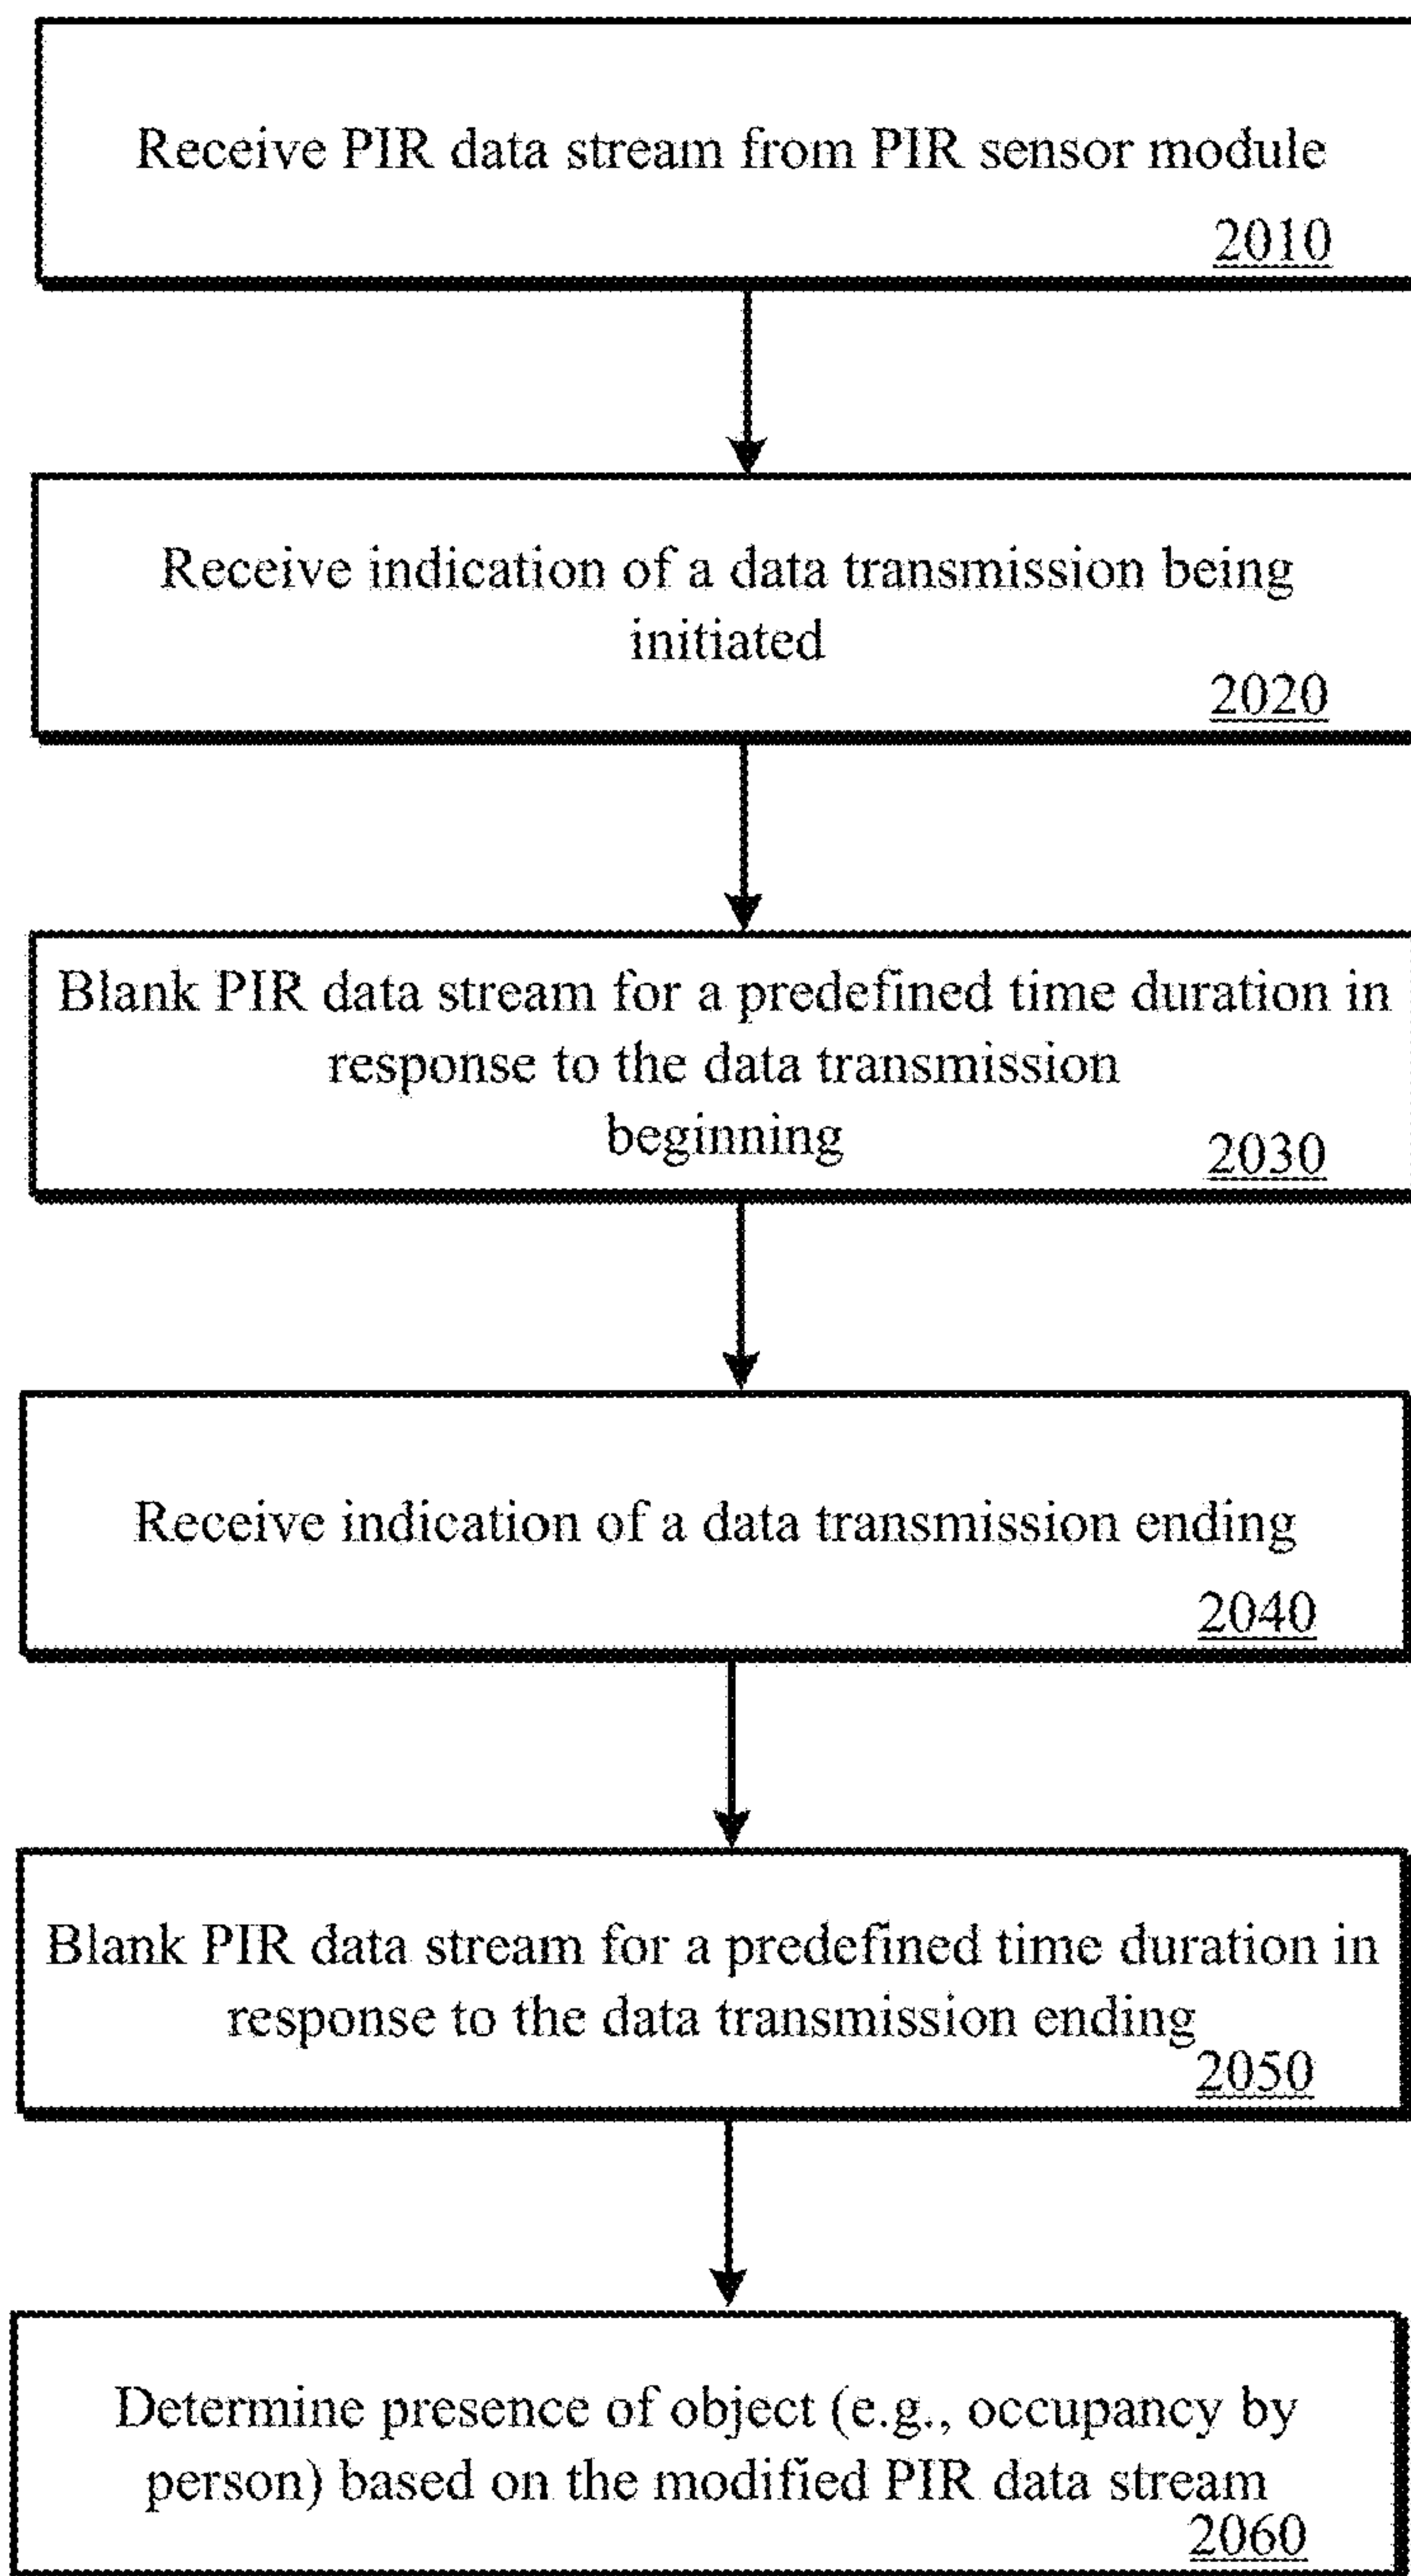 Receive PIR data stream from PIR sensor module
2010
Receive indication of a data transmission being
initiated
2020
Blank PIR data stream for a predefined time duration in
response to the data transmission
beginning
2030
Receive indication of a data transmission ending
2040
Blank PIR data stream for a predefined time duration in
response to the data transmission ending
2050
Determine presence of object (e.g., occupancy by
person) based on the modified PIR data stream
2060